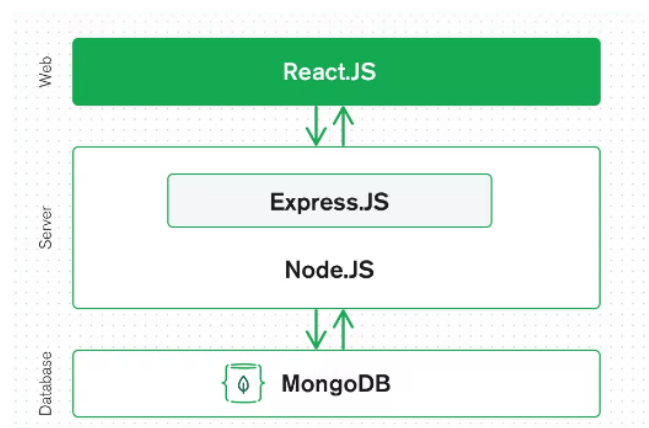 Web
React.JS
Server
Express.JS
Node.JS
Database
MongoDB